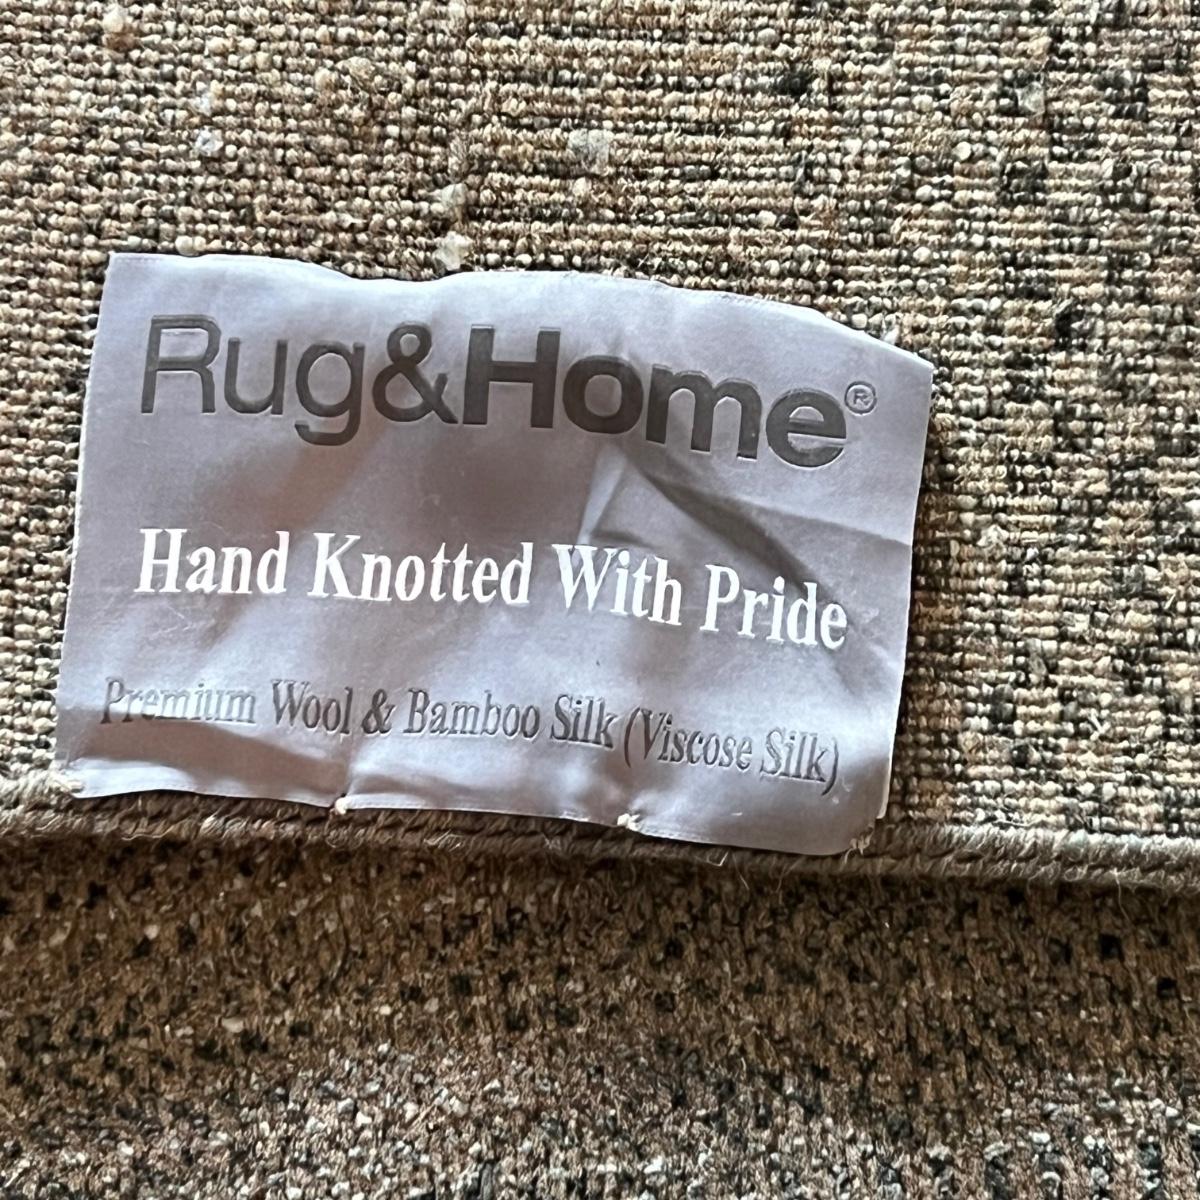 Rug&Home®
Hand Knotted With Pride
Premium Wool & Bamboo Silk (Viscose Silk)